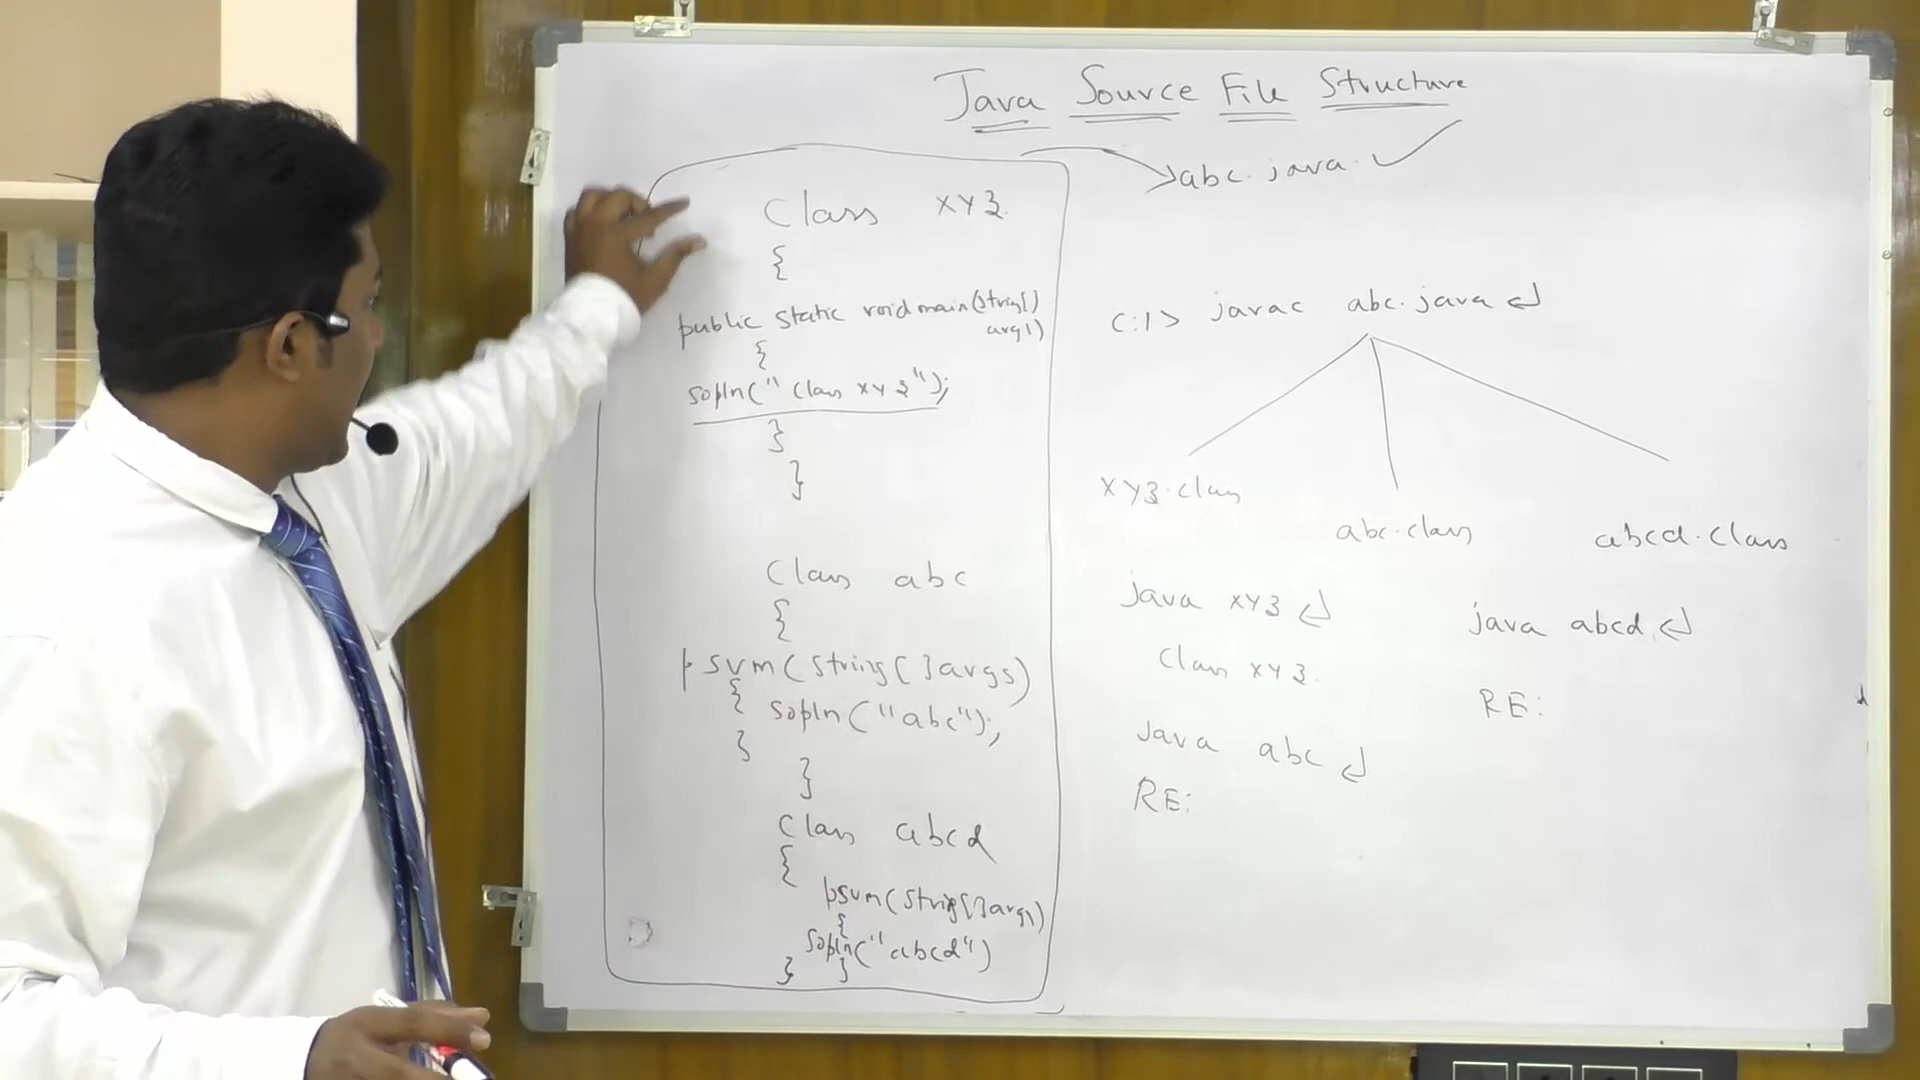 Java Source File Structure
abc.java
Class XYZ
{
public static void main(String[]
args)
{
sopln("Class XYZ");
}
}
Class abc
{
psvm(String[]args)
{
sopln("abc");
}
}
Class abcd
{
psvm(String[]args)
{
sopln("abcd")
} }
C:\> javac abc.java
XYZ.class
abc.class
abcd.class
java XYZ
Class XYZ.
java abc
RE:
java abcd
RE: